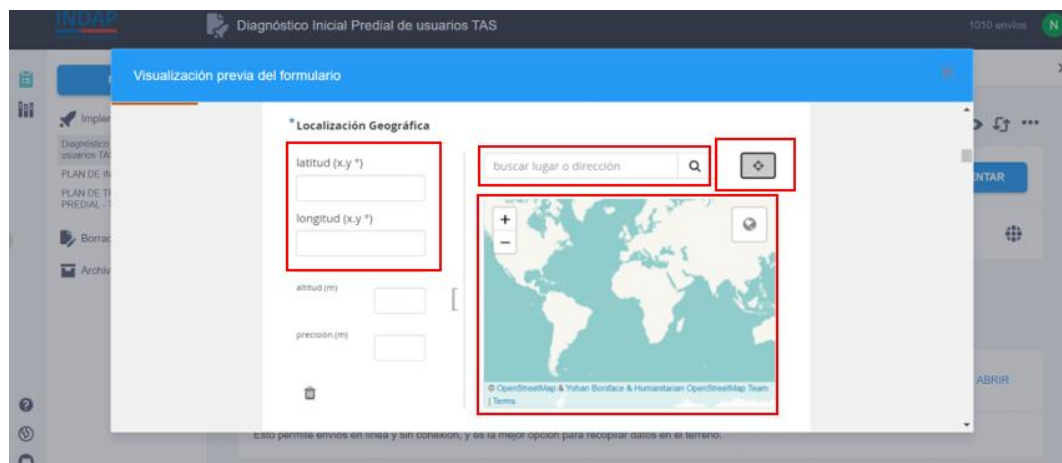 INDAP
Diagnóstico Inicial Predial de usuarios TAS
1010 envíos
N
Visualización previa del formulario
Implem
Diagnóstico
usuarios TA
PLAN DE IN
PLAN DE TR
PREDIAL - T
Borrac
Archiv
*Localización Geográfica
latitud (x.y °)
longitud (x.y °)
altitud (m)
precisión (m)
buscar lugar o dirección
+
−
© OpenStreetMap & Yohan Boniface & Humanitarian OpenStreetMap Team
| Terms
NTAR
ABRIR
Esto permite envíos en línea y sin conexión, y es la mejor opción para recopilar datos en el terreno.